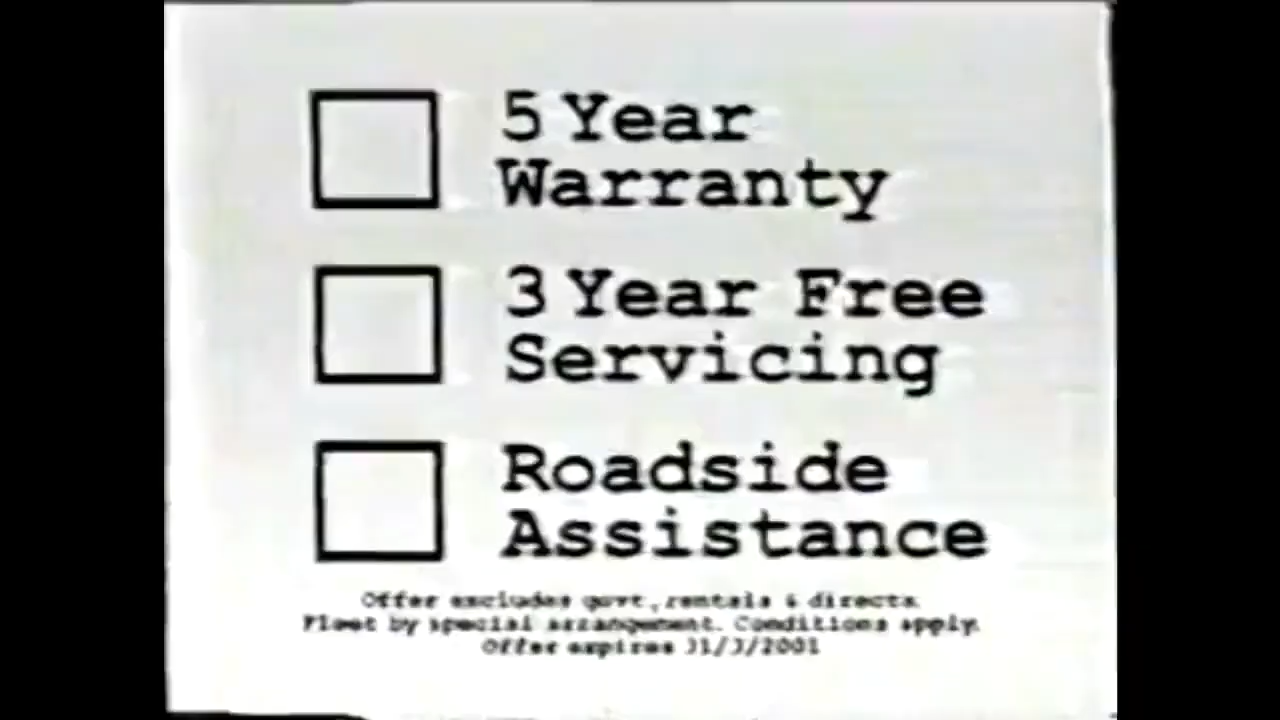 5 Year
Warranty
3 Year Free
Servicing
Roadside
Assistance
Offer excludes govt, rentals & directs.
Fleet by special arrangement. Conditions apply.
Offer expires 31/3/2001